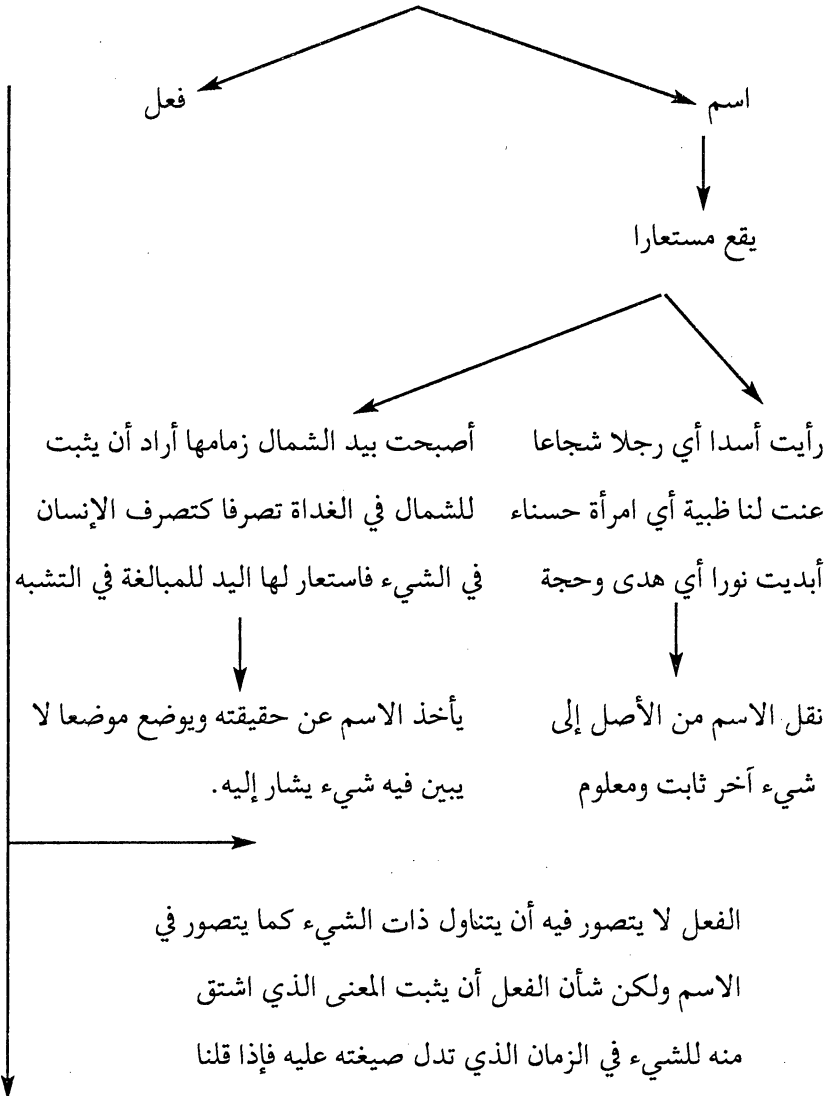 اسم
فعل
يقع مستعارا
رأيت أسدا أي رجلا شجاعا
عنت لنا ظبية أي امرأة حسناء
أبديت نورا أي هدى وحجة
أصبحت بيد الشمال زمامها أراد أن يثبت
للشمال في الغداة تصرفا كتصرف الإنسان
في الشيء فاستعار لها اليد للمبالغة في التشبه
نقل الاسم من الأصل إلى
شيء آخر ثابت ومعلوم
يأخذ الاسم عن حقيقته ويوضع موضعا لا
يبين فيه شيء يشار إليه.
الفعل لا يتصور فيه أن يتناول ذات الشيء كما يتصور في
الاسم ولكن شأن الفعل أن يثبت المعنى الذي اشتق
منه للشيء في الزمان الذي تدل صيغته عليه فإذا قلنا